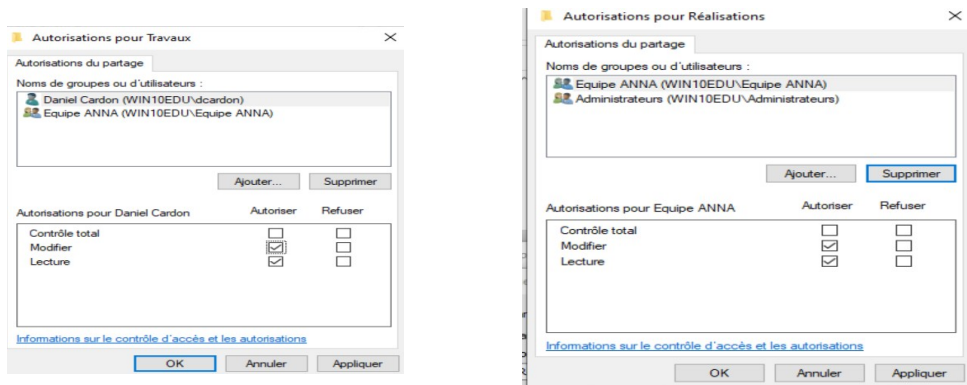 Autorisations pour Travaux
Autorisations du partage
Noms de groupes ou d'utilisateurs :
Daniel Cardon (WIN10EDU\dcardon)
Equipe ANNA (WIN10EDU\Equipe ANNA)
Ajouter...
Supprimer
Autorisations pour Daniel Cardon Autoriser Refuser
Contrôle total
Modifier
Lecture
Informations sur le contrôle d'accès et les autorisations
OK Annuler Appliquer
Autorisations pour Réalisations
Autorisations du partage
Noms de groupes ou d'utilisateurs :
Equipe ANNA (WIN10EDU\Equipe ANNA)
Administrateurs (WIN10EDU\Administrateurs)
Ajouter...
Supprimer
Autorisations pour Equipe ANNA Autoriser Refuser
Contrôle total
Modifier
Lecture
Informations sur le contrôle d'accès et les autorisations
OK Annuler Appliquer